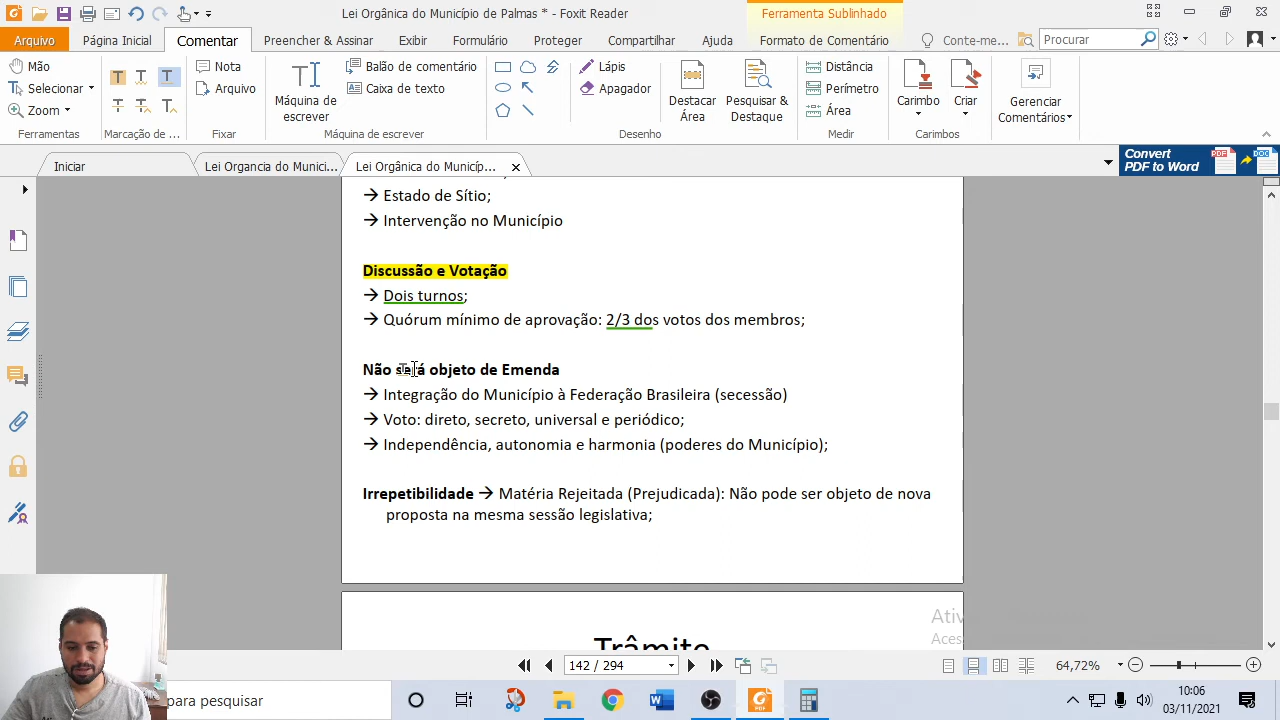 Lei Orgânica do Município de Palmas * - Foxit Reader
Ferramenta Sublinhado
Arquivo
Página Inicial
Comentar
Preencher & Assinar
Exibir
Formulário
Proteger
Compartilhar
Ajuda
Formato de Comentário
Conte-me...
Procurar
Mão
Selecionar
Zoom
Ferramentas
Marcação de ...
Nota
Arquivo
Fixar
Máquina de
escrever
Balão de comentário
Caixa de texto
Máquina de escrever
Lápis
Apagador
Desenho
Destacar
Área
Pesquisar &
Destaque
Distância
Perímetro
Área
Medir
Carimbo
Criar
Carimbos
Gerenciar
Comentários
Iniciar
Lei Organcia do Munici...
Lei Orgânica do Municíp...
Convert
PDF to Word
→ Estado de Sítio;
→ Intervenção no Município
Discussão e Votação
→ Dois turnos;
→ Quórum mínimo de aprovação: 2/3 dos votos dos membros;
Não será objeto de Emenda
→ Integração do Município à Federação Brasileira (secessão)
→ Voto: direto, secreto, universal e periódico;
→ Independência, autonomia e harmonia (poderes do Município);
Irrepetibilidade → Matéria Rejeitada (Prejudicada): Não pode ser objeto de nova
proposta na mesma sessão legislativa;
Trâmite
142 / 294
64,72%
para pesquisar
10:06
03/11/2021